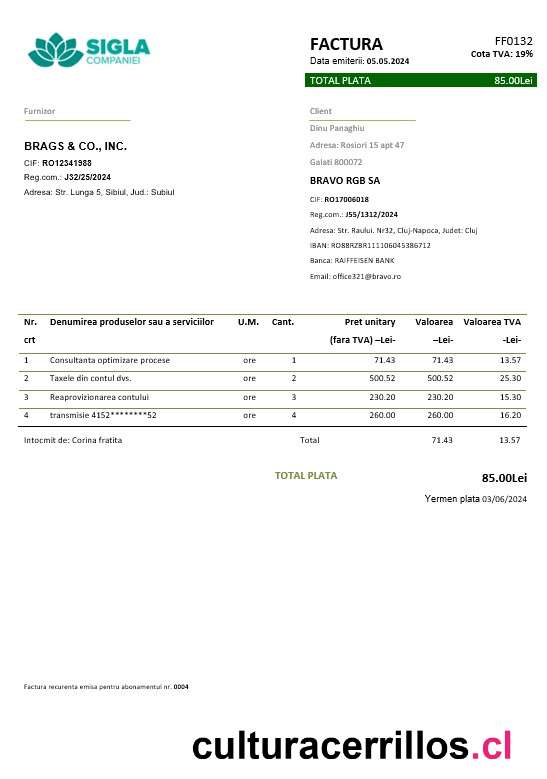 SIGLA
COMPANIEI
FACTURA
FF0132
Data emiterii: 05.05.2024
Cota TVA: 19%
TOTAL PLATA 85.00Lei
Furnizor
BRAGS & CO., INC.
CIF: RO12341988
Reg.com.: J32/25/2024
Adresa: Str. Lunga 5, Sibiul, Jud.: Subiul
Client
Dinu Panaghiu
Adresa: Rosiori 15 apt 47
Galati 800072
BRAVO RGB SA
CIF: RO17006018
Reg.com.: J55/1312/2024
Adresa: Str. Raului. Nr32, Cluj-Napoca, Judet: Cluj
IBAN: RO88RZBR111106045386712
Banca: RAIFFEISEN BANK
Email: office321@bravo.ro
Nr. Denumirea produselor sau a serviciilor U.M. Cant. Pret unitary Valoarea Valoarea TVA
crt (fara TVA) –Lei- –Lei- -Lei-
1 Consultanta optimizare procese ore 1 71.43 71.43 13.57
2 Taxele din contul dvs. ore 2 500.52 500.52 25.30
3 Reaprovizionarea contului ore 3 230.20 230.20 15.30
4 transmisie 4152********52 ore 4 260.00 260.00 16.20
Intocmit de: Corina fratita Total 71.43 13.57
TOTAL PLATA 85.00Lei
Yermen plata 03/06/2024
Factura recurenta emisa pentru abonamentul nr. 0004
culturacerrillos.cl